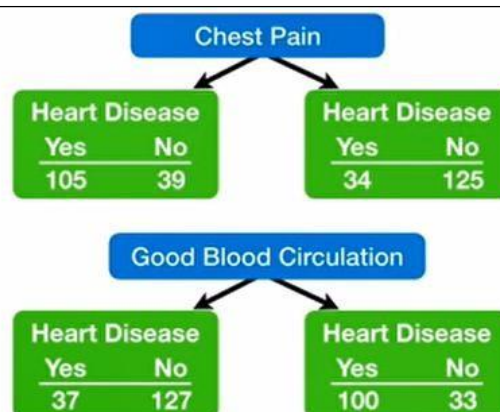 Chest Pain
Heart Disease Heart Disease
Yes No Yes No
105 39 34 125
Good Blood Circulation
Heart Disease Heart Disease
Yes No Yes No
37 127 100 33